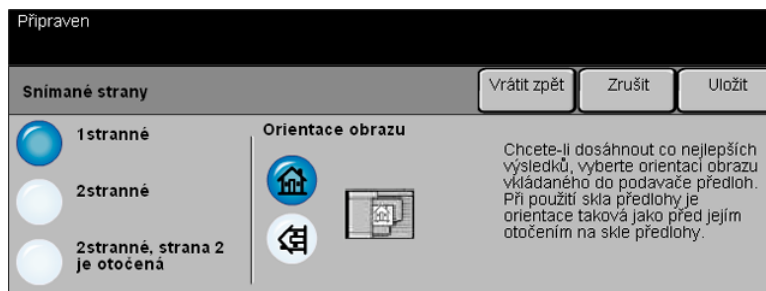 Připraven
Snímané strany
Vrátit zpět
Zrušit
Uložit
1stranné
2stranné
2stranné, strana 2
je otočená
Orientace obrazu
Chcete-li dosáhnout co nejlepších
výsledků, vyberte orientaci obrazu
vkládaného do podavače předloh.
Při použití skla předlohy je
orientace taková jako před jejím
otočením na skle předlohy.